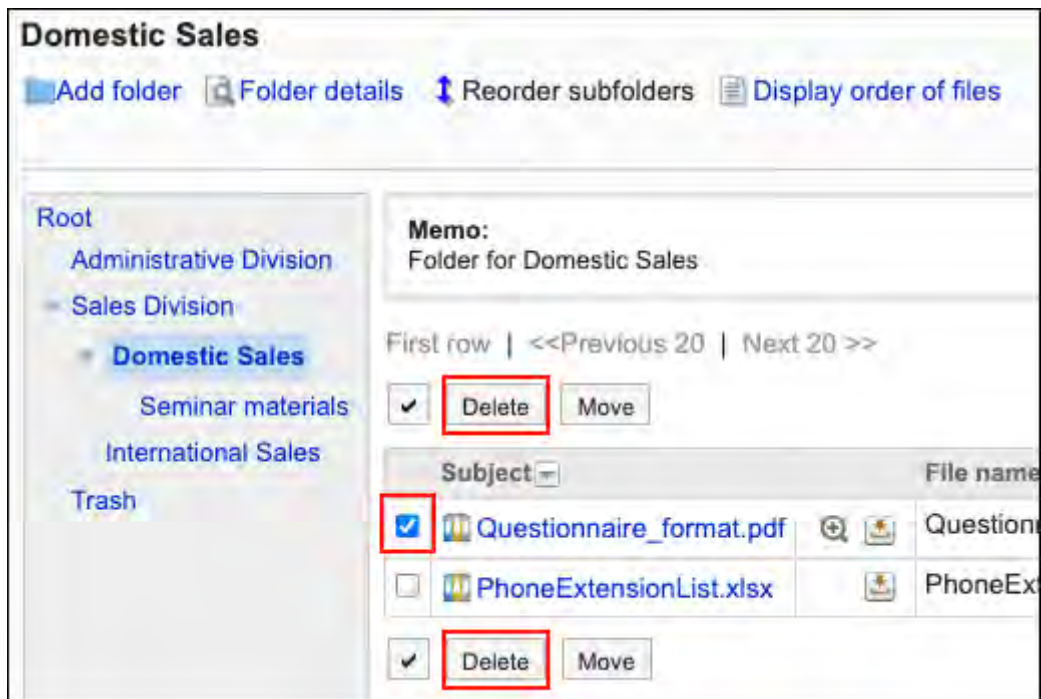 Domestic Sales
Add folder Folder details Reorder subfolders Display order of files
Root
Administrative Division
Sales Division
Domestic Sales
Seminar materials
International Sales
Trash
Memo:
Folder for Domestic Sales
First row | <<Previous 20 | Next 20 >>
Delete Move
Subject File name
Questionnaire_format.pdf Questionn
PhoneExtensionList.xlsx PhoneExt
Delete Move